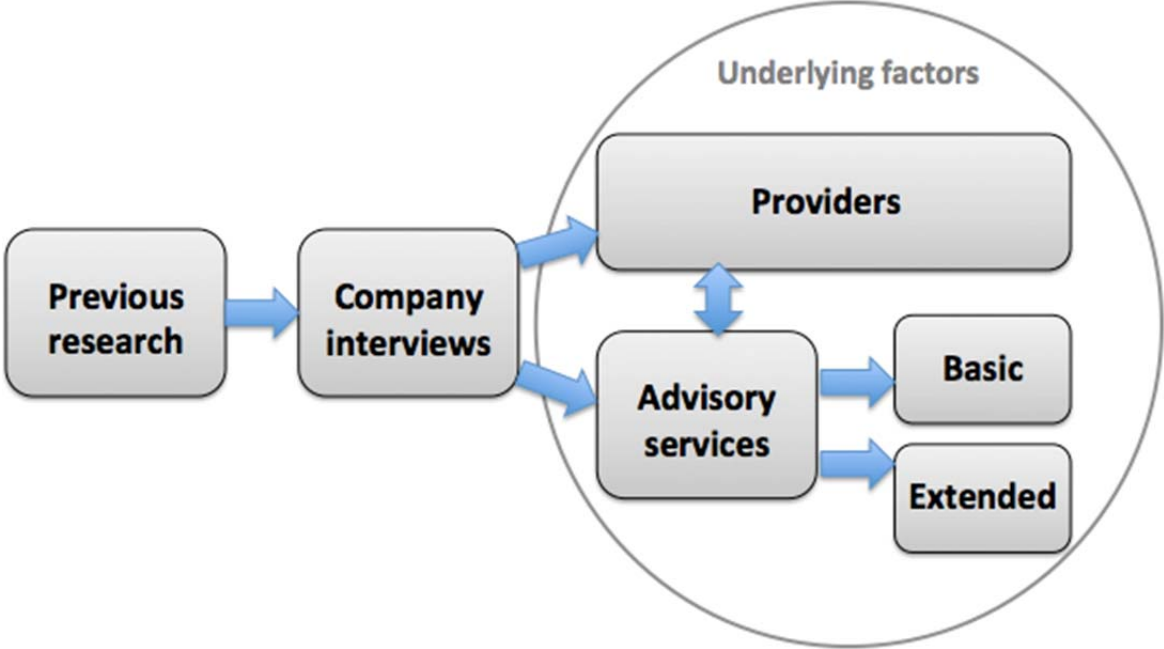 Underlying factors
Providers
Previous
research
Company
interviews
Advisory
services
Basic
Extended